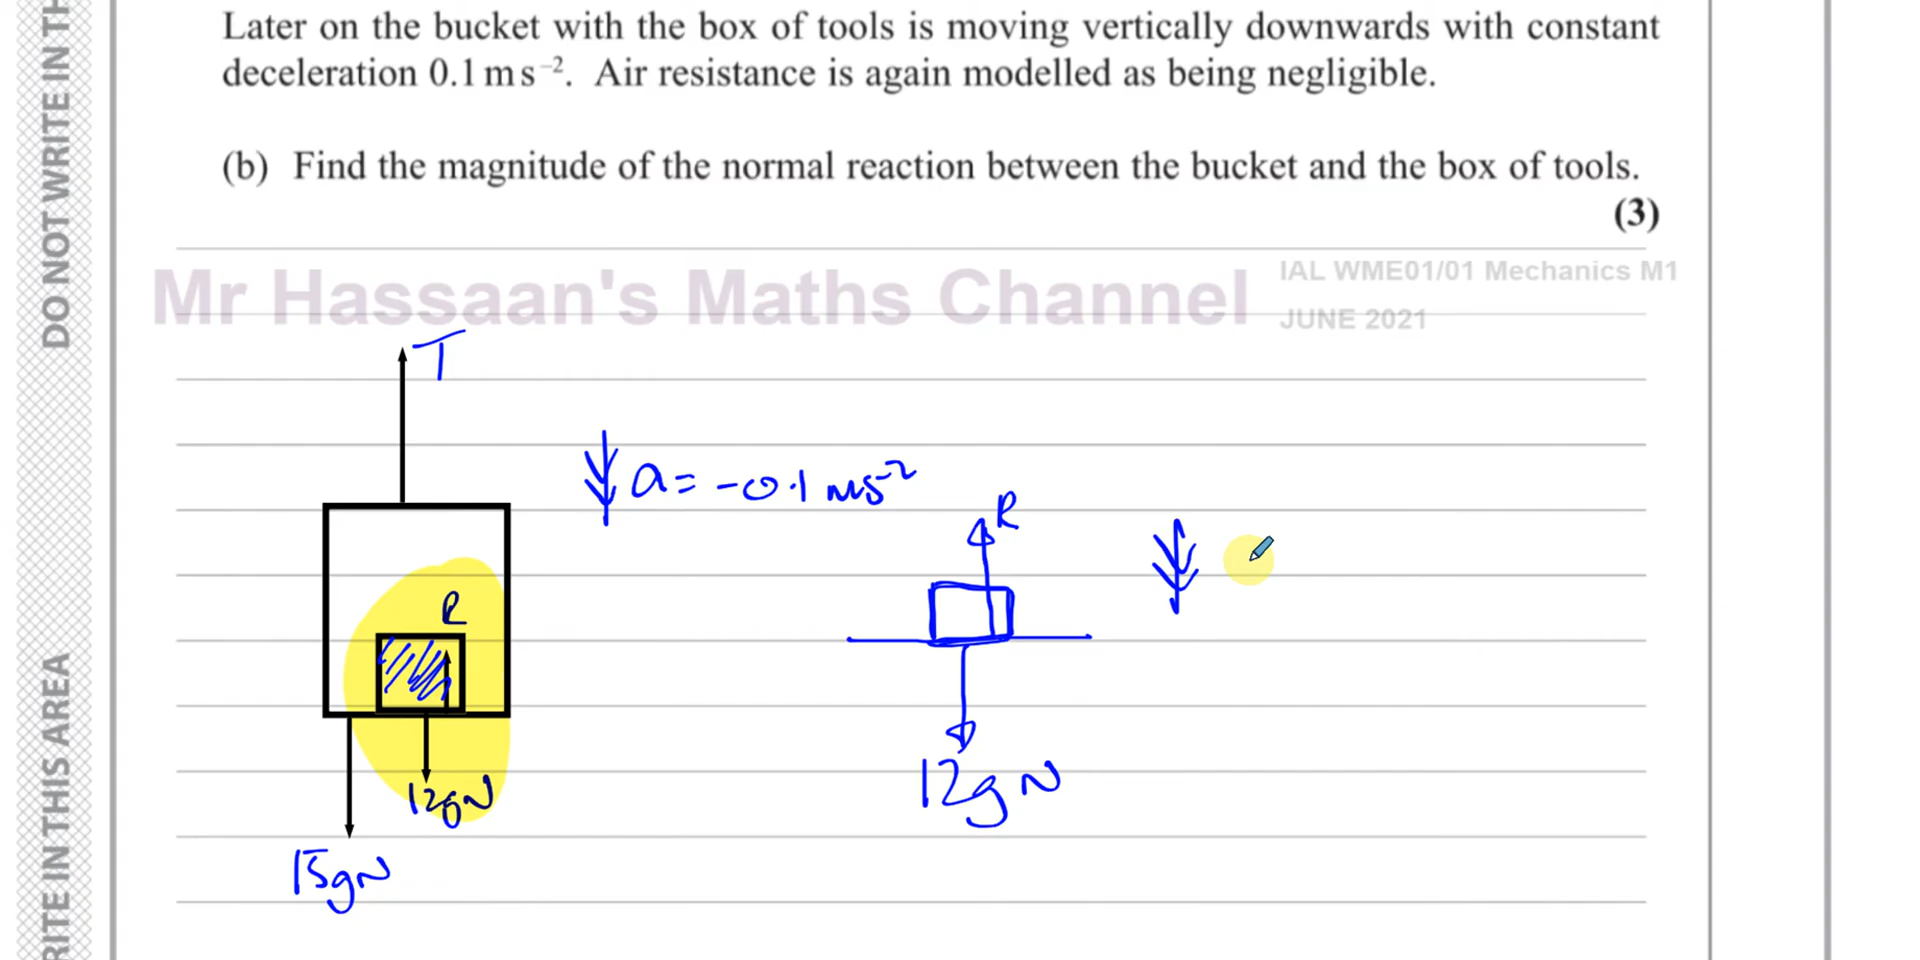 Later on the bucket with the box of tools is moving vertically downwards with constant
deceleration 0.1 m s⁻². Air resistance is again modelled as being negligible.
(b) Find the magnitude of the normal reaction between the bucket and the box of tools.
(3)
Mr Hassaan's Maths Channel
IAL WME01/01 Mechanics M1
JUNE 2021
T
a = -0.1 ms⁻²
R
R
12gN
12gN
15gN
DO NOT WRITE IN TH
RITE IN THIS AREA